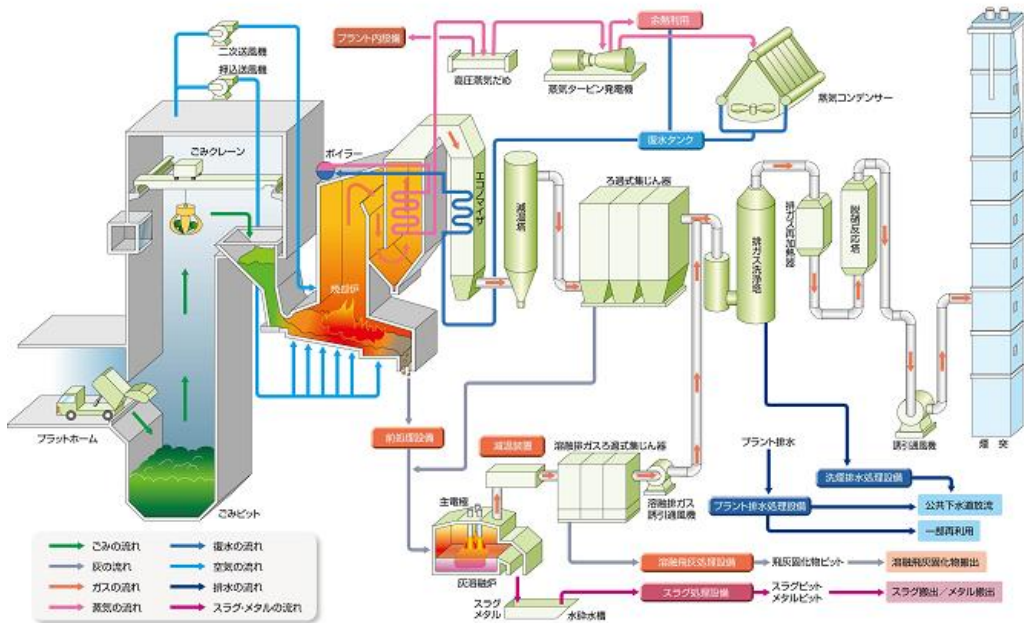 二次送風機
押込送風機
プラント内設備
高圧蒸気だめ
余熱利用
蒸気タービン発電機
蒸気コンデンサー
復水タンク
ごみクレーン
ボイラー
エコノマイザ
減温塔
ろ過式集じん器
排ガス洗浄塔
排ガス再加熱器
脱硝反応塔
焼却炉
プラットホーム
ごみピット
前処理設備
減温装置
溶融排ガスろ過式集じん器
主電極
溶融排ガス
誘引通風機
灰溶融炉
スラグ
メタル
水砕水槽
プラント排水
プラント排水処理設備
洗煙排水処理設備
公共下水道放流
一部再利用
誘引通風機
煙突
溶融飛灰処理設備
飛灰固化物ピット
溶融飛灰固化物搬出
スラグ処理設備
スラグピット
メタルピット
スラグ搬出／メタル搬出
ごみの流れ
復水の流れ
灰の流れ
空気の流れ
ガスの流れ
排水の流れ
蒸気の流れ
スラグ・メタルの流れ